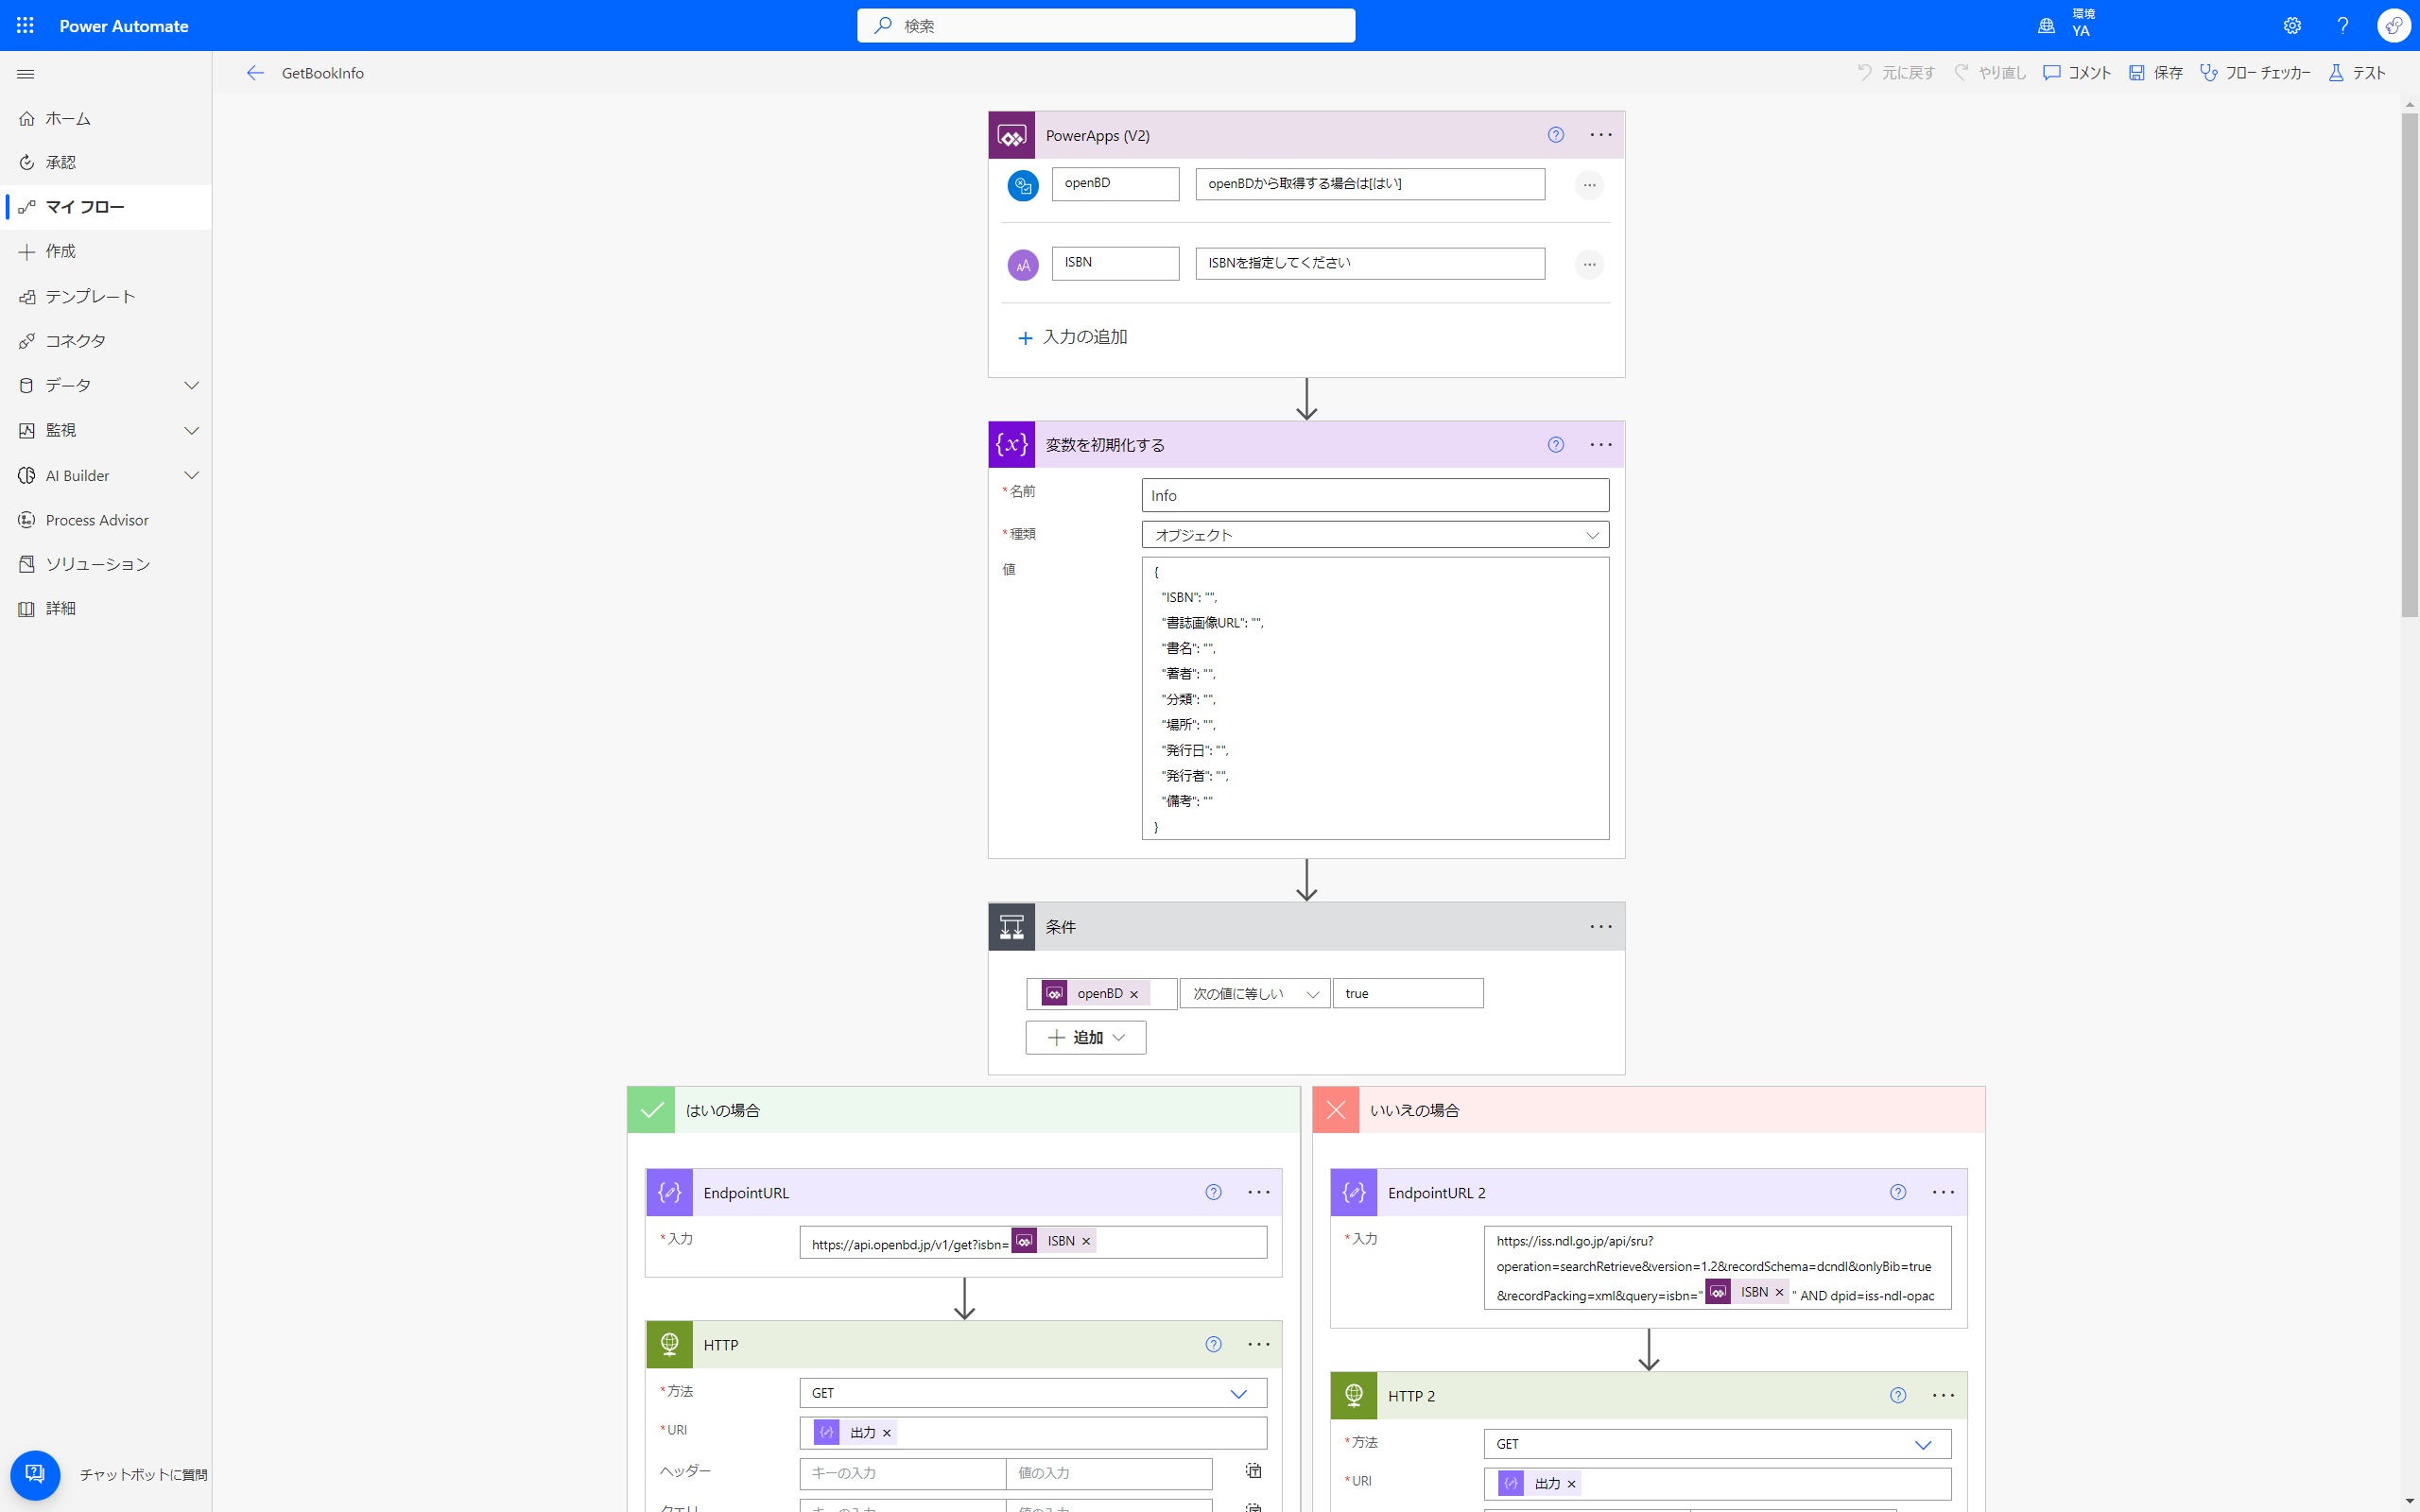 Power Automate
検索
環境
YA
GetBookInfo
元に戻す
やり直し
コメント
保存
フロー チェッカー
テスト
ホーム
承認
マイ フロー
作成
テンプレート
コネクタ
データ
監視
AI Builder
Process Advisor
ソリューション
詳細
チャットボットに質問
PowerApps (V2)
openBD
openBDから取得する場合は[はい]
ISBN
ISBNを指定してください
入力の追加
変数を初期化する
*名前
Info
*種類
オブジェクト
値
{
"ISBN": "",
"書誌画像URL": "",
"書名": "",
"著者": "",
"分類": "",
"場所": "",
"発行日": "",
"発行者": "",
"備考": ""
}
条件
openBD ×
次の値に等しい
true
追加
はいの場合
EndpointURL
*入力
https://api.openbd.jp/v1/get?isbn= ISBN ×
HTTP
*方法
GET
*URI
出力 ×
ヘッダー
キーの入力
値の入力
クエリ
キーの入力
値の入力
いいえの場合
EndpointURL 2
*入力
https://iss.ndl.go.jp/api/sru?
operation=searchRetrieve&version=1.2&recordSchema=dcndl&onlyBib=true
&recordPacking=xml&query=isbn=" ISBN × " AND dpid=iss-ndl-opac
HTTP 2
*方法
GET
*URI
出力 ×